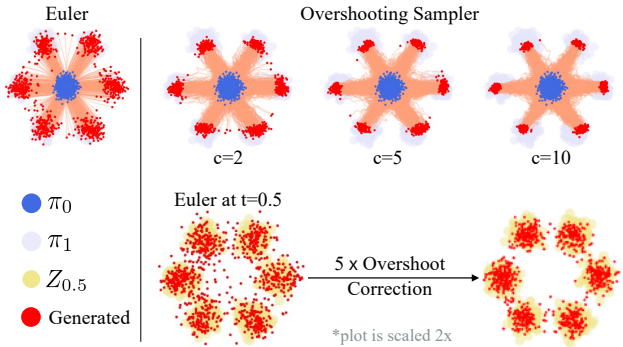 Euler
Overshooting Sampler
c=2
c=5
c=10
π₀
π₁
Z₀.₅
Generated
Euler at t=0.5
5 x Overshoot
Correction
*plot is scaled 2x